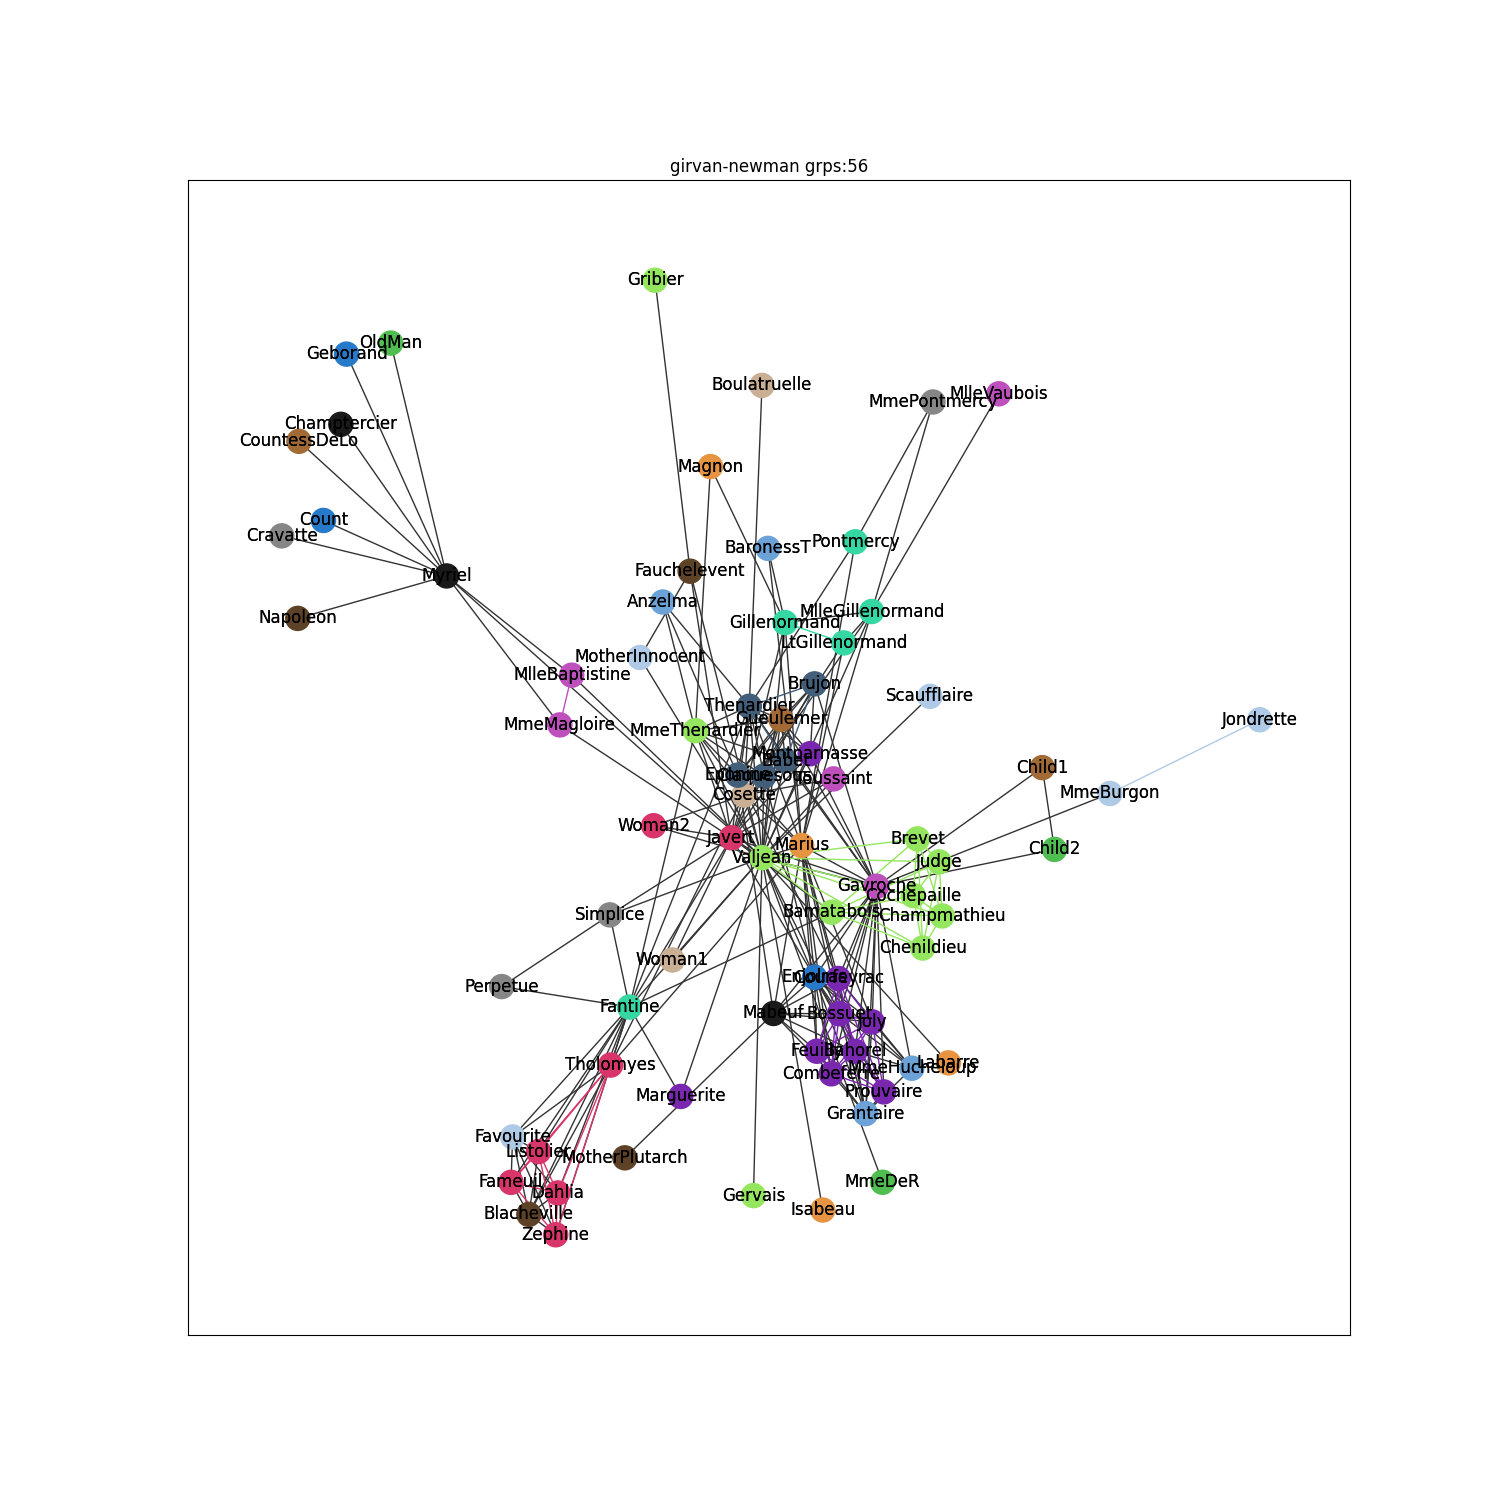 girvan-newman grps:56
Gribier
OldMan
Geborand
Boulatruelle
MmePontmercy
MlleVaubois
Champtercier
CountessDeLo
Magnon
Count
Cravatte
BaronessT
Pontmercy
Myriel
Fauchelevent
Anzelma
Napoleon
Gillenormand
MlleGillenormand
LtGillenormand
MotherInnocent
MlleBaptistine
Brujon
Scaufflaire
Thenardier
Gueulemer
Jondrette
MmeMagloire
MmeThenardier
Montparnasse
Babet
Child1
Eponine
Claquesous
Toussaint
Cosette
MmeBurgon
Woman2
Javert
Marius
Brevet
Child2
Valjean
Judge
Gavroche
Cochepaille
Simplice
Bamatabois
Champmathieu
Chenildieu
Woman1
Perpetue
Enjolras
Courfeyrac
Fantine
Mabeuf
Bossuet
Joly
Feuilly
Bahorel
Tholomyes
Labarre
MmeHucheloup
Combeferre
Marguerite
Prouvaire
Grantaire
Favourite
Listolier
MotherPlutarch
Fameuil
Dahlia
Gervais
MmeDeR
Isabeau
Blacheville
Zephine